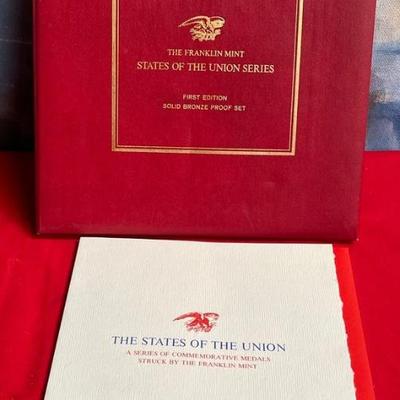 THE FRANKLIN MINT
STATES OF THE UNION SERIES
FIRST EDITION
SOLID BRONZE PROOF SET
THE STATES OF THE UNION
A SERIES OF COMMEMORATIVE MEDALS
STRUCK BY THE FRANKLIN MINT